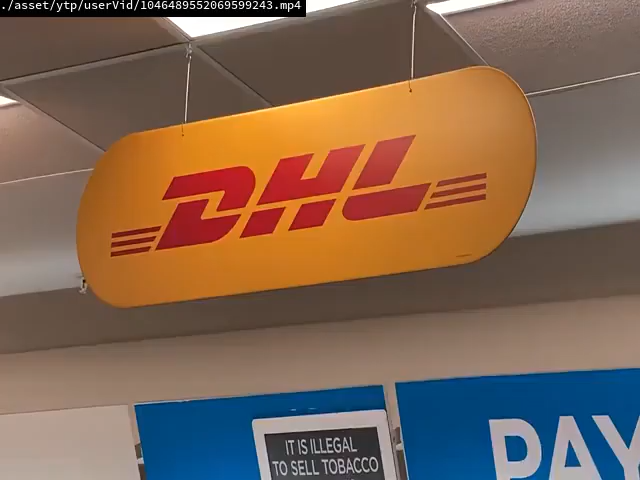 ./asset/ytp/userVid/1046489552069599243.mp4
DHL
IT IS ILLEGAL
TO SELL TOBACCO
PAY